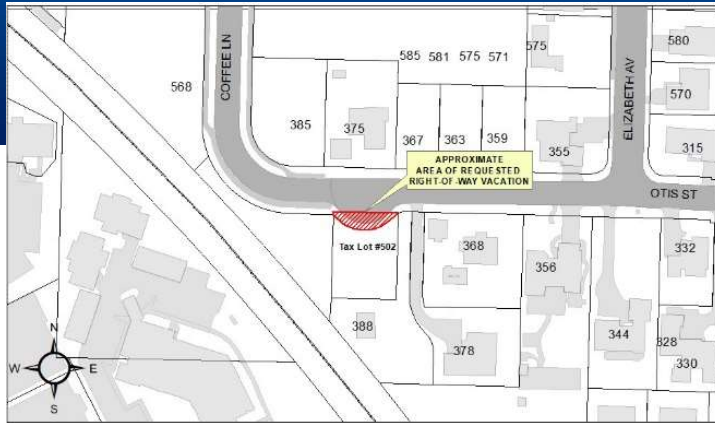 580
585 581 575 571
575
568
COFFEE LN
ELIZABETH AV
570
385
375
367
363
359
355
315
APPROXIMATE
AREA OF REQUESTED
RIGHT-OF-WAY VACATION
OTIS ST
Tax Lot #502
368
332
356
388
344
328
378
330
N
W
E
S